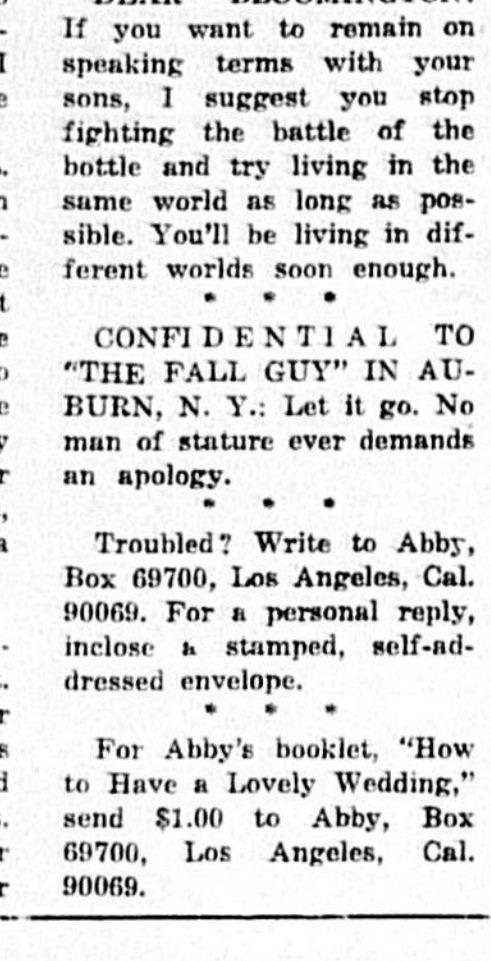 DEAR BLOOMINGTON:
If you want to remain on
speaking terms with your
sons, I suggest you stop
fighting the battle of the
bottle and try living in the
same world as long as pos-
sible. You'll be living in dif-
ferent worlds soon enough.
* * *
CONFIDENTIAL TO
"THE FALL GUY" IN AU-
BURN, N. Y.: Let it go. No
man of stature ever demands
an apology.
* * *
Troubled? Write to Abby,
Box 69700, Los Angeles, Cal.
90069. For a personal reply,
inclose a stamped, self-ad-
dressed envelope.
* * *
For Abby's booklet, "How
to Have a Lovely Wedding,"
send $1.00 to Abby, Box
69700, Los Angeles, Cal.
90069.